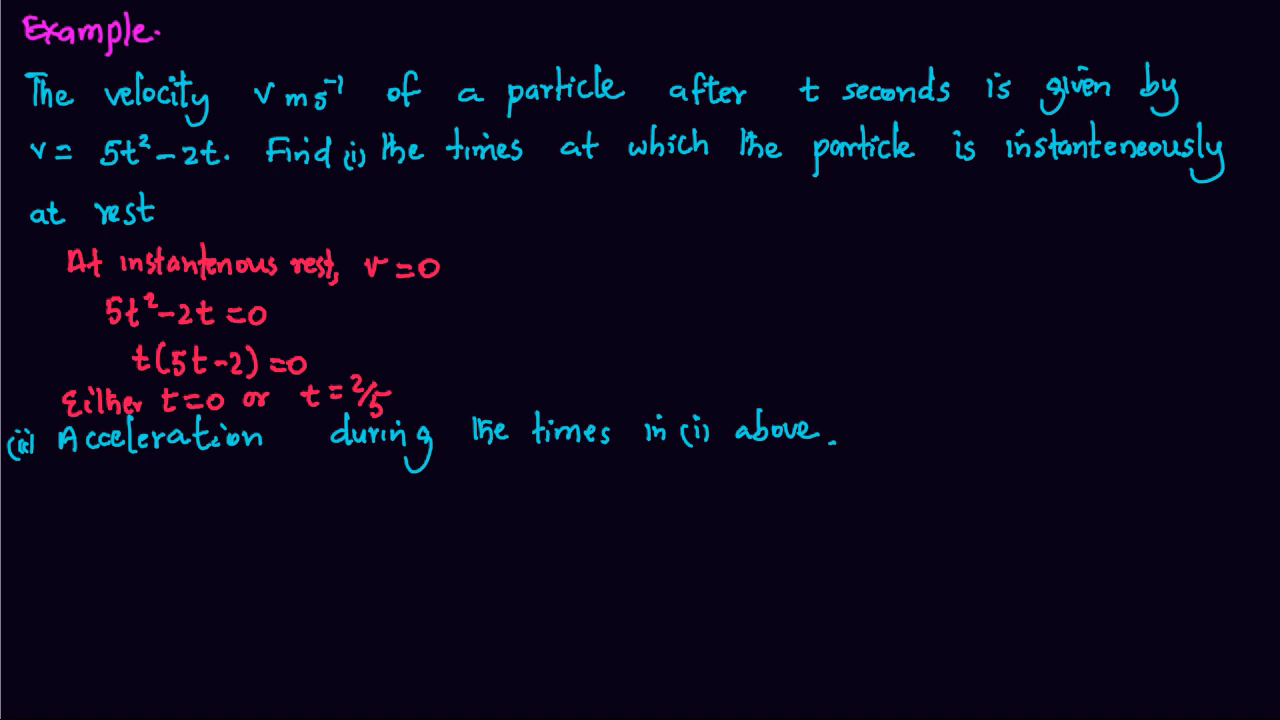 Example.
The velocity v ms⁻¹ of a particle after t seconds is given by
v = 5t² - 2t. Find (i) the times at which the particle is instanteneously
at rest
At instantenous rest, v = 0
5t² - 2t = 0
t(5t - 2) = 0
Either t = 0 or t = 2/5
(ii) Acceleration during the times in (i) above.